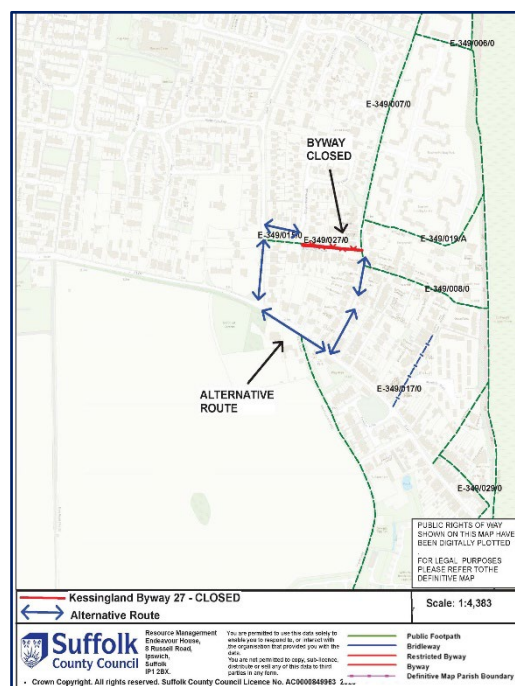 E-349/006/0
E-349/007/0
BYWAY
CLOSED
E-349/027/0
E-349/019/A
E-349/008/0
ALTERNATIVE
ROUTE
E-349/017/0
E-349/029/0
PUBLIC RIGHTS OF WAY
SHOWN ON THIS MAP HAVE
BEEN DIGITALLY PLOTTED
FOR LEGAL PURPOSES
PLEASE REFER TOTHE
DEFINITIVE MAP
Kessingland Byway 27 - CLOSED
Alternative Route
Scale: 1:4,383
Suffolk
County Council
Resource Management
Endeavour House,
8 Russell Road,
Ipswich,
Suffolk
IP1 2BX.
You are permitted to use this data solely to
enable you to respond to, or interact with
the organisation that provided you with the
data.
You are not permitted to copy, sub-licence,
distribute or sell any of this data to third
parties in any form.
Public Footpath
Bridleway
Restricted Byway
Byway
Definitive Map Parish Boundary
Crown Copyright. All rights reserved. Suffolk County Council Licence No. AC0000849963